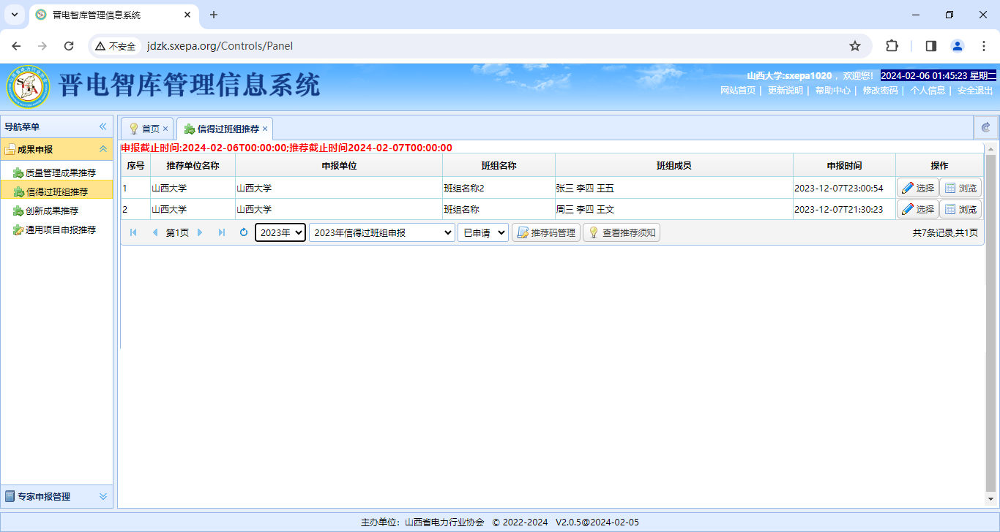 晋电智库管理信息系统
不安全 jdzk.sxepa.org/Controls/Panel
晋电智库管理信息系统
山西大学:sxepa1020 ，欢迎您! 2024-02-06 01:45:23 星期二
网站首页 | 更新说明 | 帮助中心 | 修改密码 | 个人信息 | 安全退出
导航菜单
首页 信得过班组推荐
成果申报
质量管理成果推荐
信得过班组推荐
创新成果推荐
通用项目申报推荐
专家申报管理
申报截止时间:2024-02-06T00:00:00;推荐截止时间2024-02-07T00:00:00
序号 推荐单位名称 申报单位 班组名称 班组成员 申报时间 操作
1 山西大学 山西大学 班组名称2 张三 李四 王五 2023-12-07T23:00:54 选择 浏览
2 山西大学 山西大学 班组名称 周三 李四 王文 2023-12-07T21:30:23 选择 浏览
第1页 2023年 2023年信得过班组申报 已申请 推荐码管理 查看推荐须知 共7条记录,共1页
主办单位：山西省电力行业协会 © 2022-2024 V2.0.5@2024-02-05